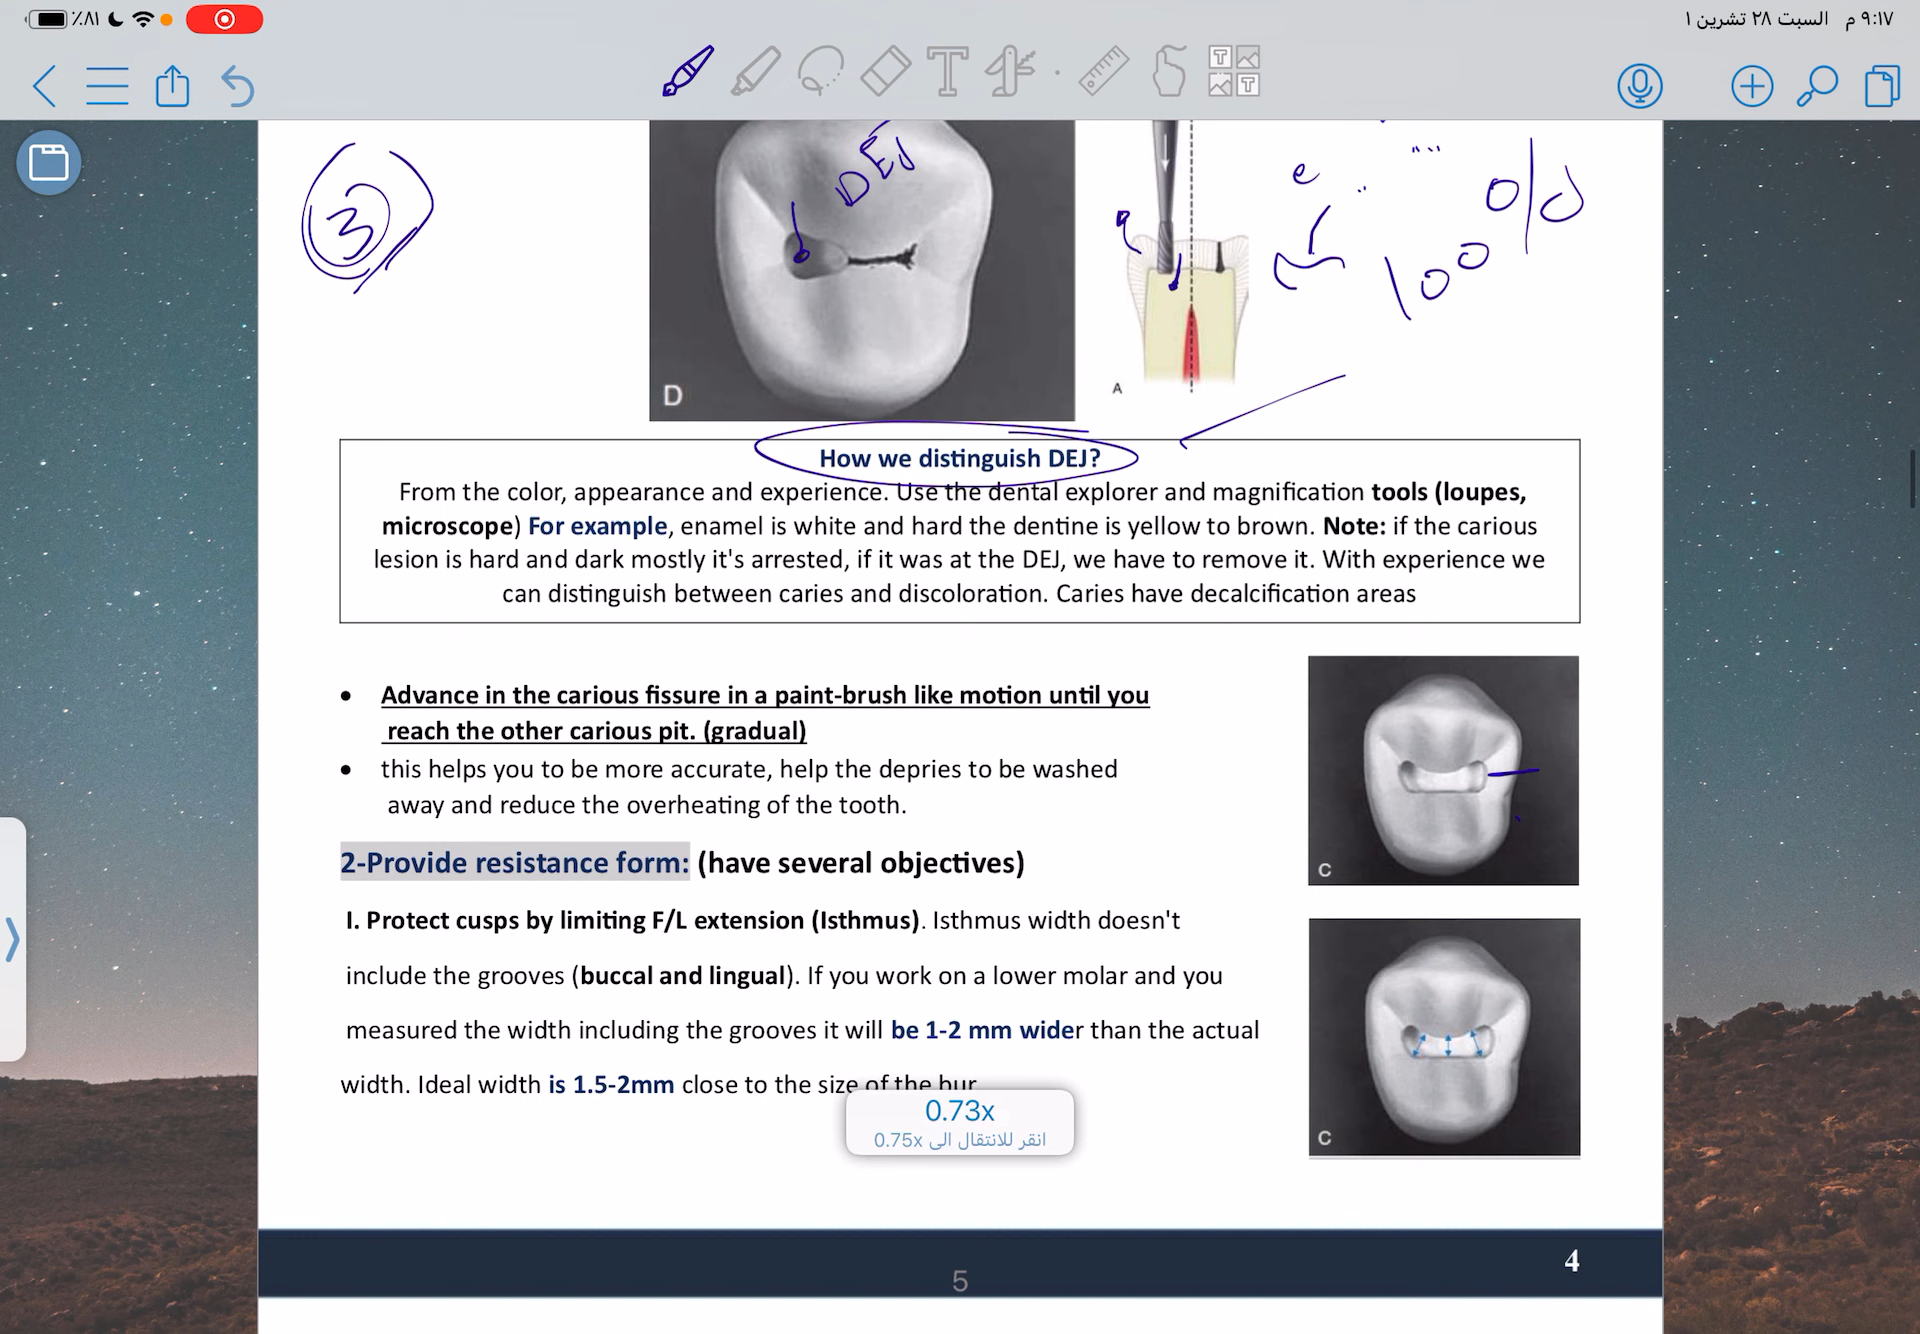 ٪٨١
السبت ٢٨ تشرين ١ ٩:١٧ م
3
DEJ
e
100 %
D
A
How we distinguish DEJ?
From the color, appearance and experience. Use the dental explorer and magnification tools (loupes,
microscope) For example, enamel is white and hard the dentine is yellow to brown. Note: if the carious
lesion is hard and dark mostly it's arrested, if it was at the DEJ, we have to remove it. With experience we
can distinguish between caries and discoloration. Caries have decalcification areas
• Advance in the carious fissure in a paint-brush like motion until you
reach the other carious pit. (gradual)
• this helps you to be more accurate, help the depries to be washed
away and reduce the overheating of the tooth.
C
2-Provide resistance form: (have several objectives)
I. Protect cusps by limiting F/L extension (Isthmus). Isthmus width doesn't
include the grooves (buccal and lingual). If you work on a lower molar and you
measured the width including the grooves it will be 1-2 mm wider than the actual
width. Ideal width is 1.5-2mm close to the size of the bur
C
0.73x
انقر للانتقال الى 0.75x
4
5